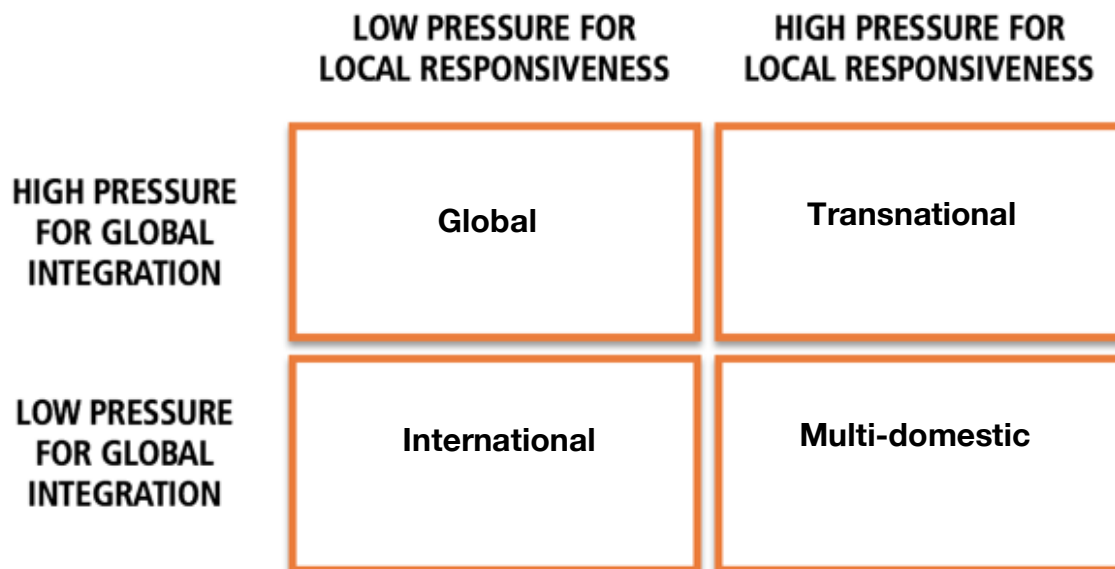 LOW PRESSURE FOR
LOCAL RESPONSIVENESS
HIGH PRESSURE FOR
LOCAL RESPONSIVENESS
HIGH PRESSURE
FOR GLOBAL
INTEGRATION
Global
Transnational
LOW PRESSURE
FOR GLOBAL
INTEGRATION
International
Multi-domestic